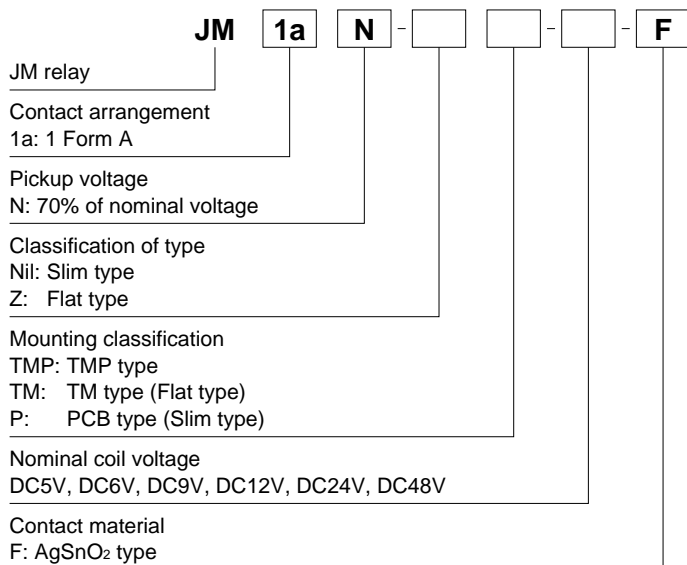 JM 1a N - - - F
JM relay
Contact arrangement
1a: 1 Form A
Pickup voltage
N: 70% of nominal voltage
Classification of type
Nil: Slim type
Z: Flat type
Mounting classification
TMP: TMP type
TM: TM type (Flat type)
P: PCB type (Slim type)
Nominal coil voltage
DC5V, DC6V, DC9V, DC12V, DC24V, DC48V
Contact material
F: AgSnO₂ type